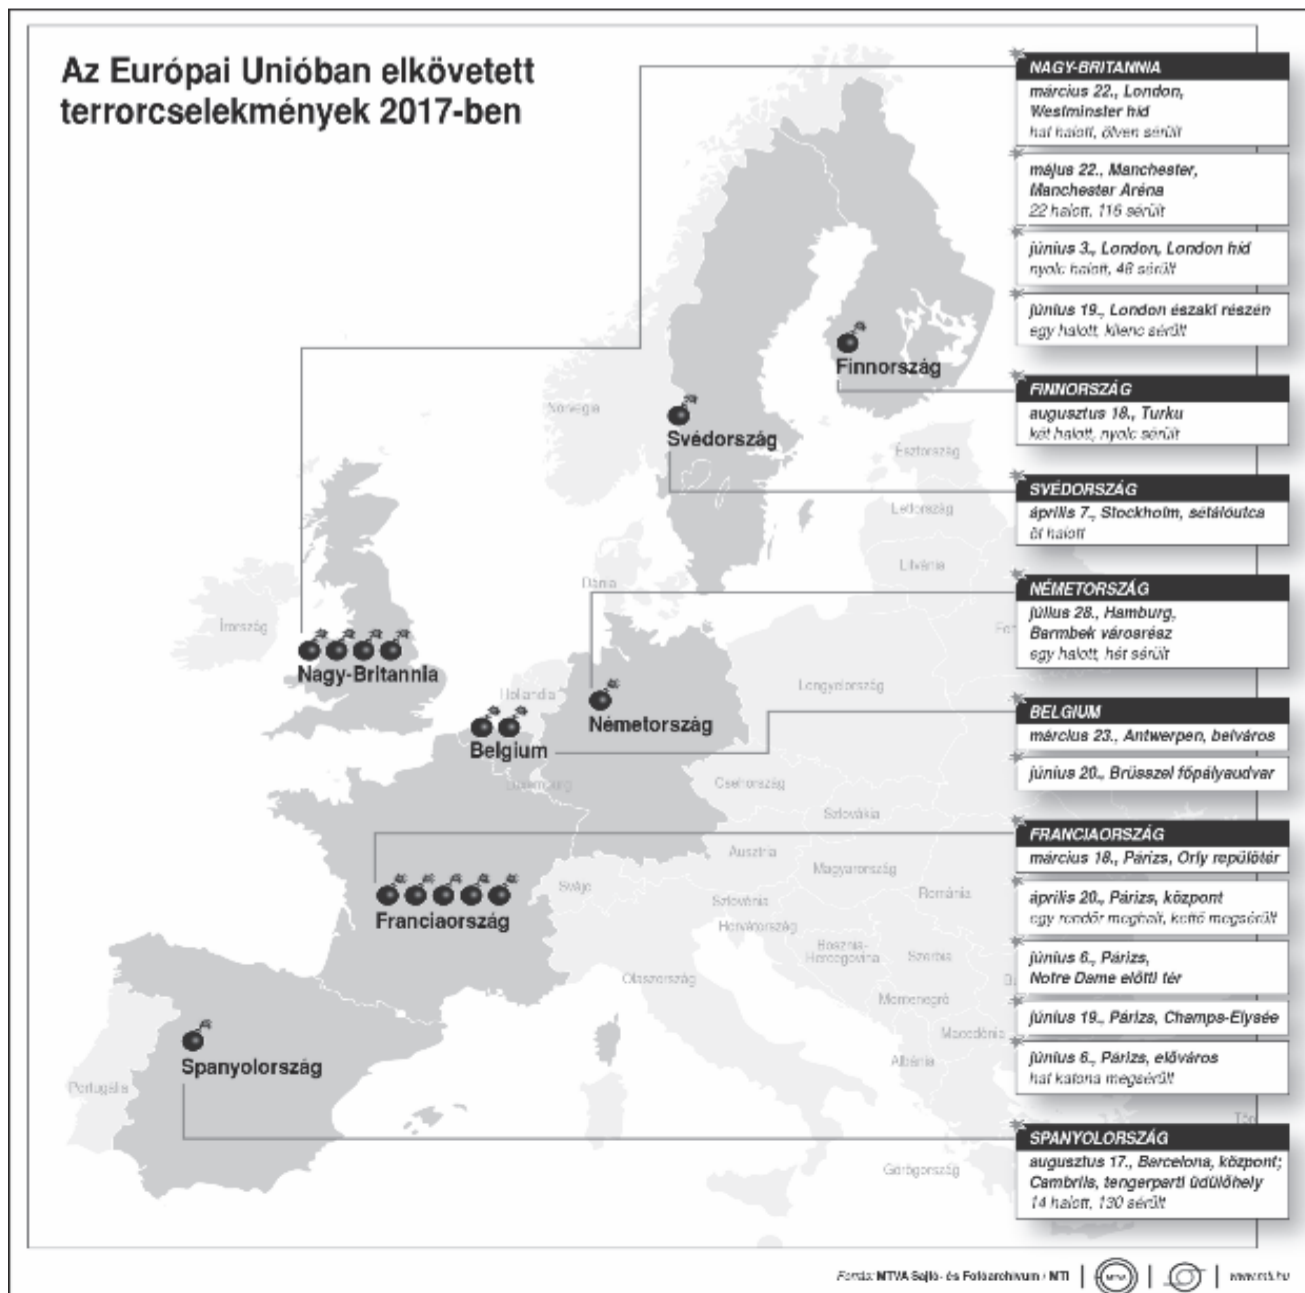 Az Európai Unióban elkövetett
terrorcselekmények 2017-ben
NAGY-BRITANNIA
március 22., London,
Westminster híd
hat halott, ötven sérült
május 22., Manchester,
Manchester Aréna
22 halott, 116 sérült
június 3., London, London híd
nyolc halott, 48 sérült
június 19., London északi részén
egy halott, kilenc sérült
FINNORSZÁG
augusztus 18., Turku
két halott, nyolc sérült
SVÉDORSZÁG
április 7., Stockholm, sétálóutca
öt halott
NÉMETORSZÁG
július 28., Hamburg,
Barmbek városrész
egy halott, hét sérült
BELGIUM
március 23., Antwerpen, belváros
június 20., Brüsszel főpályaudvar
FRANCIAORSZÁG
március 18., Párizs, Orly repülőtér
április 20., Párizs, központ
egy rendőr meghalt, kettő megsérült
június 6., Párizs,
Notre Dame előtti tér
június 19., Párizs, Champs-Elysée
június 6., Párizs, előváros
hat katona megsérült
SPANYOLORSZÁG
augusztus 17., Barcelona, központ;
Cambrils, tengerparti üdülőhely
14 halott, 130 sérült
Finnország
Norvégia
Svédország
Észtország
Lettország
Litvánia
Dánia
Írország
Nagy-Britannia
Hollandia
Lengyelország
Németország
Belgium
Luxemburg
Csehország
Szlovákia
Ausztria
Magyarország
Svájc
Szlovénia
Románia
Franciaország
Horvátország
Bosznia-
Hercegovina
Szerbia
Olaszország
Montenegró
Macedónia
Albánia
Spanyolország
Portugália
Görögország
Forrás: MTVA Sajtó- és Fotóarchívum / MTI
MTVA
www.mti.hu